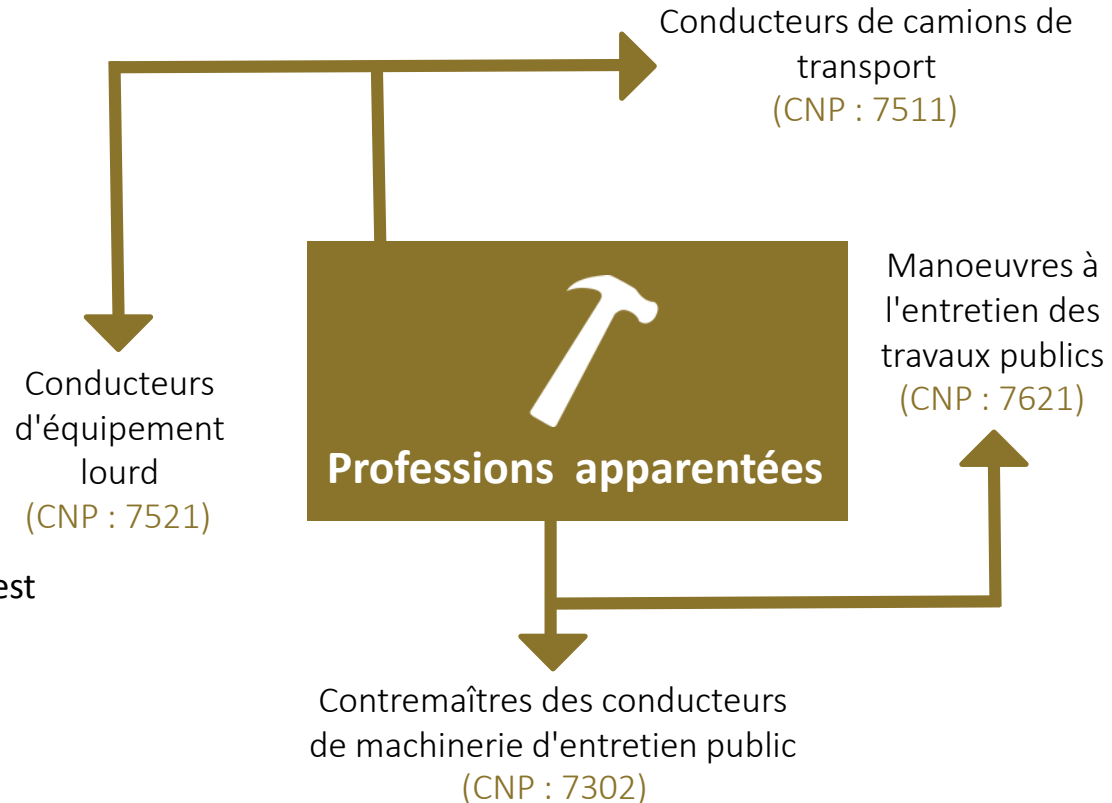 Conducteurs de camions de
transport
(CNP : 7511)
Manoeuvres à
l'entretien des
travaux publics
(CNP : 7621)
Conducteurs
d'équipement
lourd
(CNP : 7521)
Professions apparentées
est
Contremaîtres des conducteurs
de machinerie d'entretien public
(CNP : 7302)